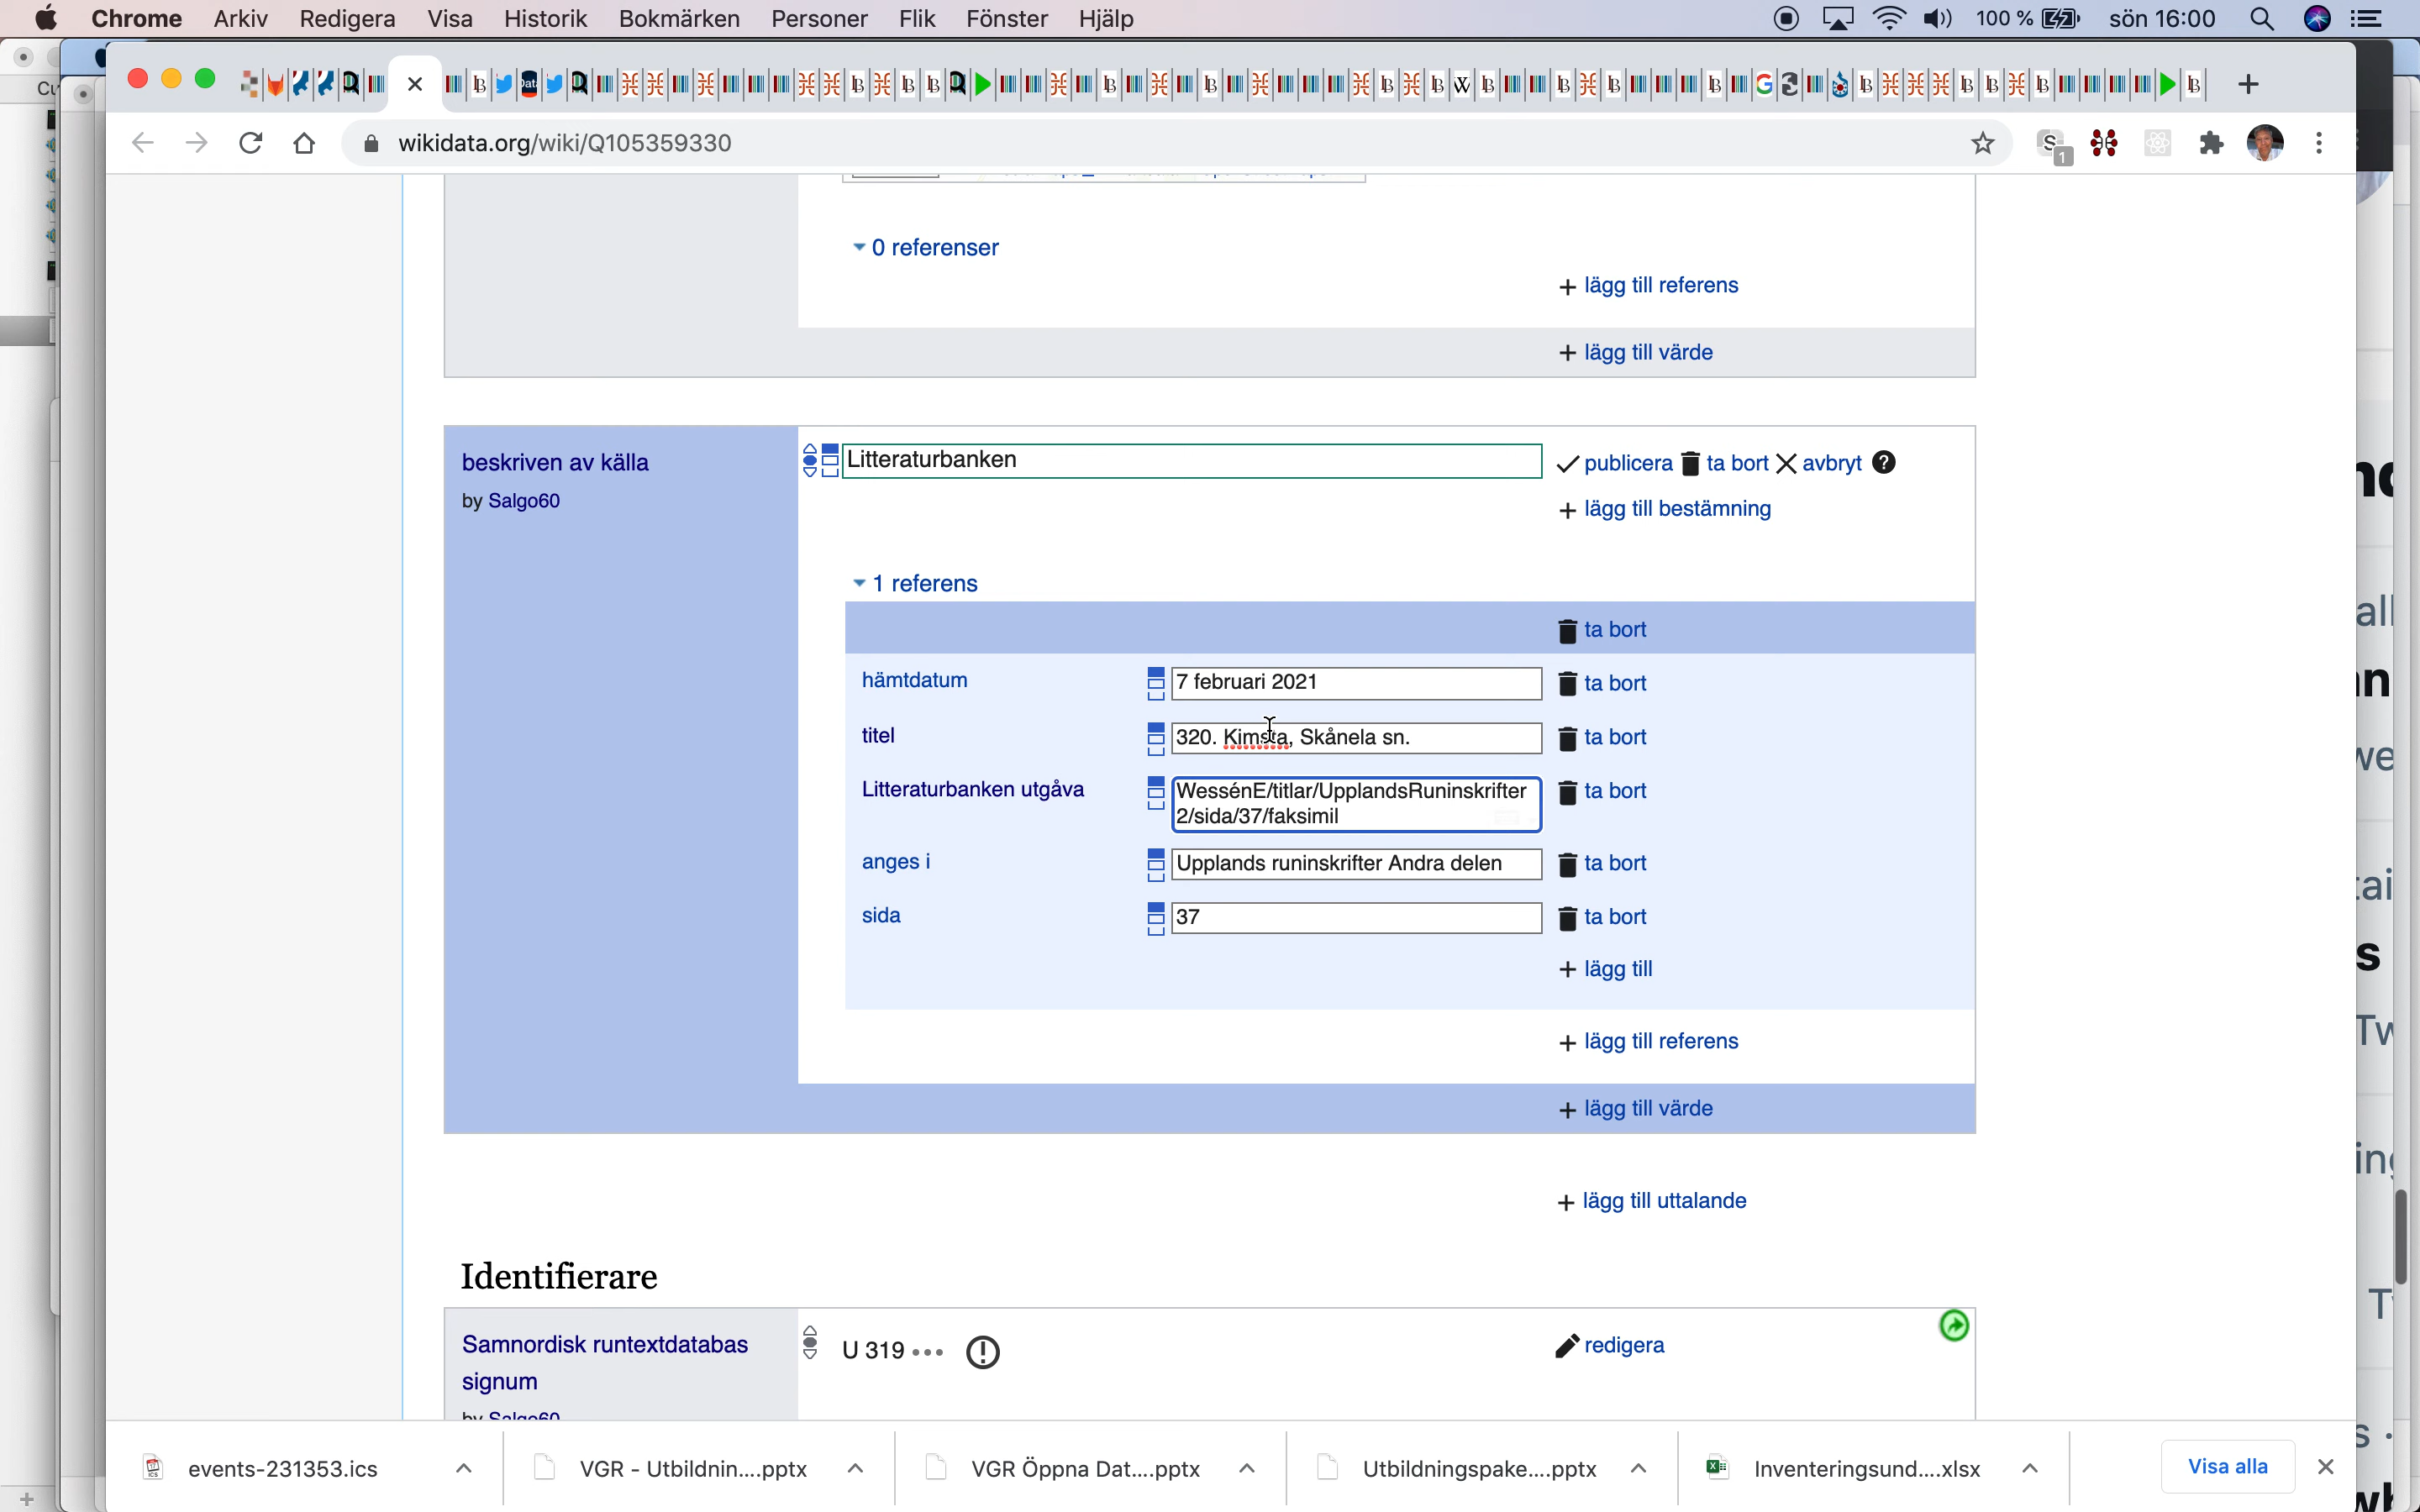 Chrome Arkiv Redigera Visa Historik Bokmärken Personer Flik Fönster Hjälp 100 % sön 16:00
wikidata.org/wiki/Q105359330
0 referenser
+ lägg till referens
+ lägg till värde
beskriven av källa
by Salgo60
Litteraturbanken
publicera ta bort avbryt
+ lägg till bestämning
1 referens
ta bort
hämtdatum 7 februari 2021 ta bort
titel 320. Kimsta, Skånela sn. ta bort
Litteraturbanken utgåva WessénE/titlar/UpplandsRuninskrifter
2/sida/37/faksimil ta bort
anges i Upplands runinskrifter Andra delen ta bort
sida 37 ta bort
+ lägg till
+ lägg till referens
+ lägg till värde
+ lägg till uttalande
Identifierare
Samnordisk runtextdatabas
signum
U 319
redigera
by Salgo60
events-231353.ics VGR - Utbildnin....pptx VGR Öppna Dat....pptx Utbildningspake....pptx Inventeringsund....xlsx Visa alla